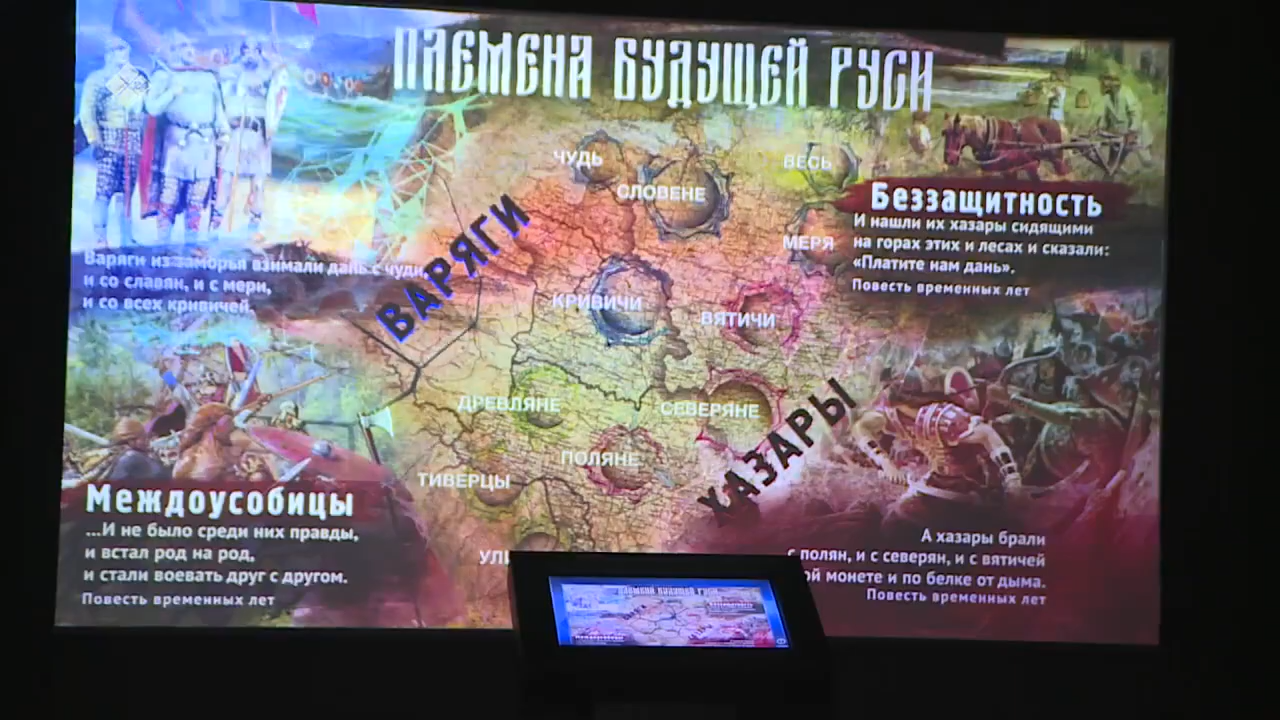 ПЛЕМЕНА БУДУЩЕЙ РУСИ
ЧУДЬ
ВЕСЬ
СЛОВЕНЕ
МЕРЯ
ВАРЯГИ
КРИВИЧИ
ВЯТИЧИ
ДРЕВЛЯНЕ
СЕВЕРЯНЕ
ПОЛЯНЕ
ТИВЕРЦЫ
ХАЗАРЫ
Беззащитность
И нашли их хазары сидящими
на горах этих и лесах и сказали:
«Платите нам дань».
Повесть временных лет
Варяги из заморья взимали дань с чуди,
и со славян, и с мери,
и со всех кривичей.
Междоусобицы
...И не было среди них правды,
и встал род на род,
и стали воевать друг с другом.
Повесть временных лет
А хазары брали
с полян, и с северян, и с вятичей
монете и по белке от дыма.
Повесть временных лет
ПЛЕМЕНА БУДУЩЕЙ РУСИ